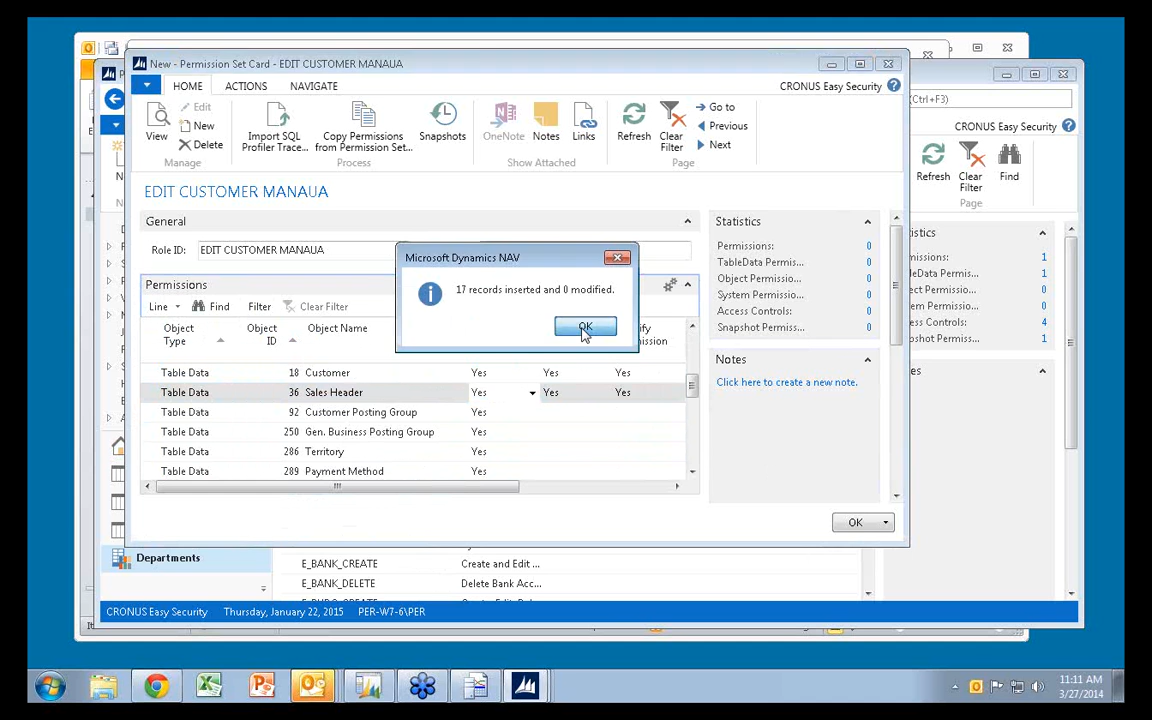 New - Permission Set Card - EDIT CUSTOMER MANAUA
HOME ACTIONS NAVIGATE
CRONUS Easy Security
View
Edit
New
Delete
Manage
Import SQL
Profiler Trace...
Copy Permissions
from Permission Set...
Snapshots
Process
OneNote
Notes
Links
Show Attached
Refresh
Clear
Filter
Go to
Previous
Next
Page
(Ctrl+F3)
CRONUS Easy Security
Refresh
Clear
Filter
Find
Page
EDIT CUSTOMER MANAUA
General
Role ID: EDIT CUSTOMER MANAUA
Permissions
Line Find Filter Clear Filter
Object
Type
Object
ID
Object Name
Table Data 18 Customer Yes Yes Yes
Table Data 36 Sales Header Yes Yes Yes
Table Data 92 Customer Posting Group Yes
Table Data 250 Gen. Business Posting Group Yes
Table Data 286 Territory Yes
Table Data 289 Payment Method Yes
Microsoft Dynamics NAV
17 records inserted and 0 modified.
OK
Statistics
Permissions: 0
TableData Permis... 0
Object Permissio... 0
System Permissio... 0
Access Controls: 0
Snapshot Permiss... 0
Notes
Click here to create a new note.
OK
Departments
E_BANK_CREATE Create and Edit ...
E_BANK_DELETE Delete Bank Acc...
CRONUS Easy Security Thursday, January 22, 2015 PER-W7-6\PER
11:11 AM
3/27/2014